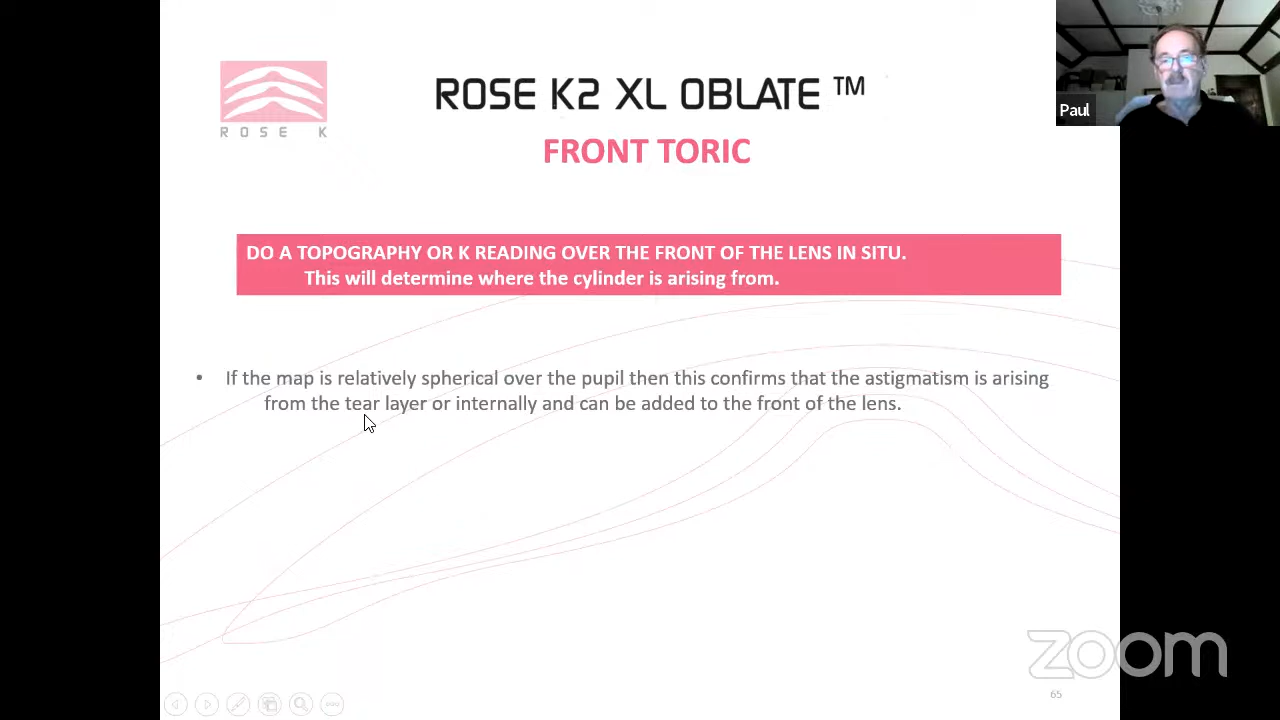 Paul
ROSE K
ROSE K2 XL OBLATE ™
FRONT TORIC
DO A TOPOGRAPHY OR K READING OVER THE FRONT OF THE LENS IN SITU.
This will determine where the cylinder is arising from.
• If the map is relatively spherical over the pupil then this confirms that the astigmatism is arising
from the tear layer or internally and can be added to the front of the lens.
zoom
65